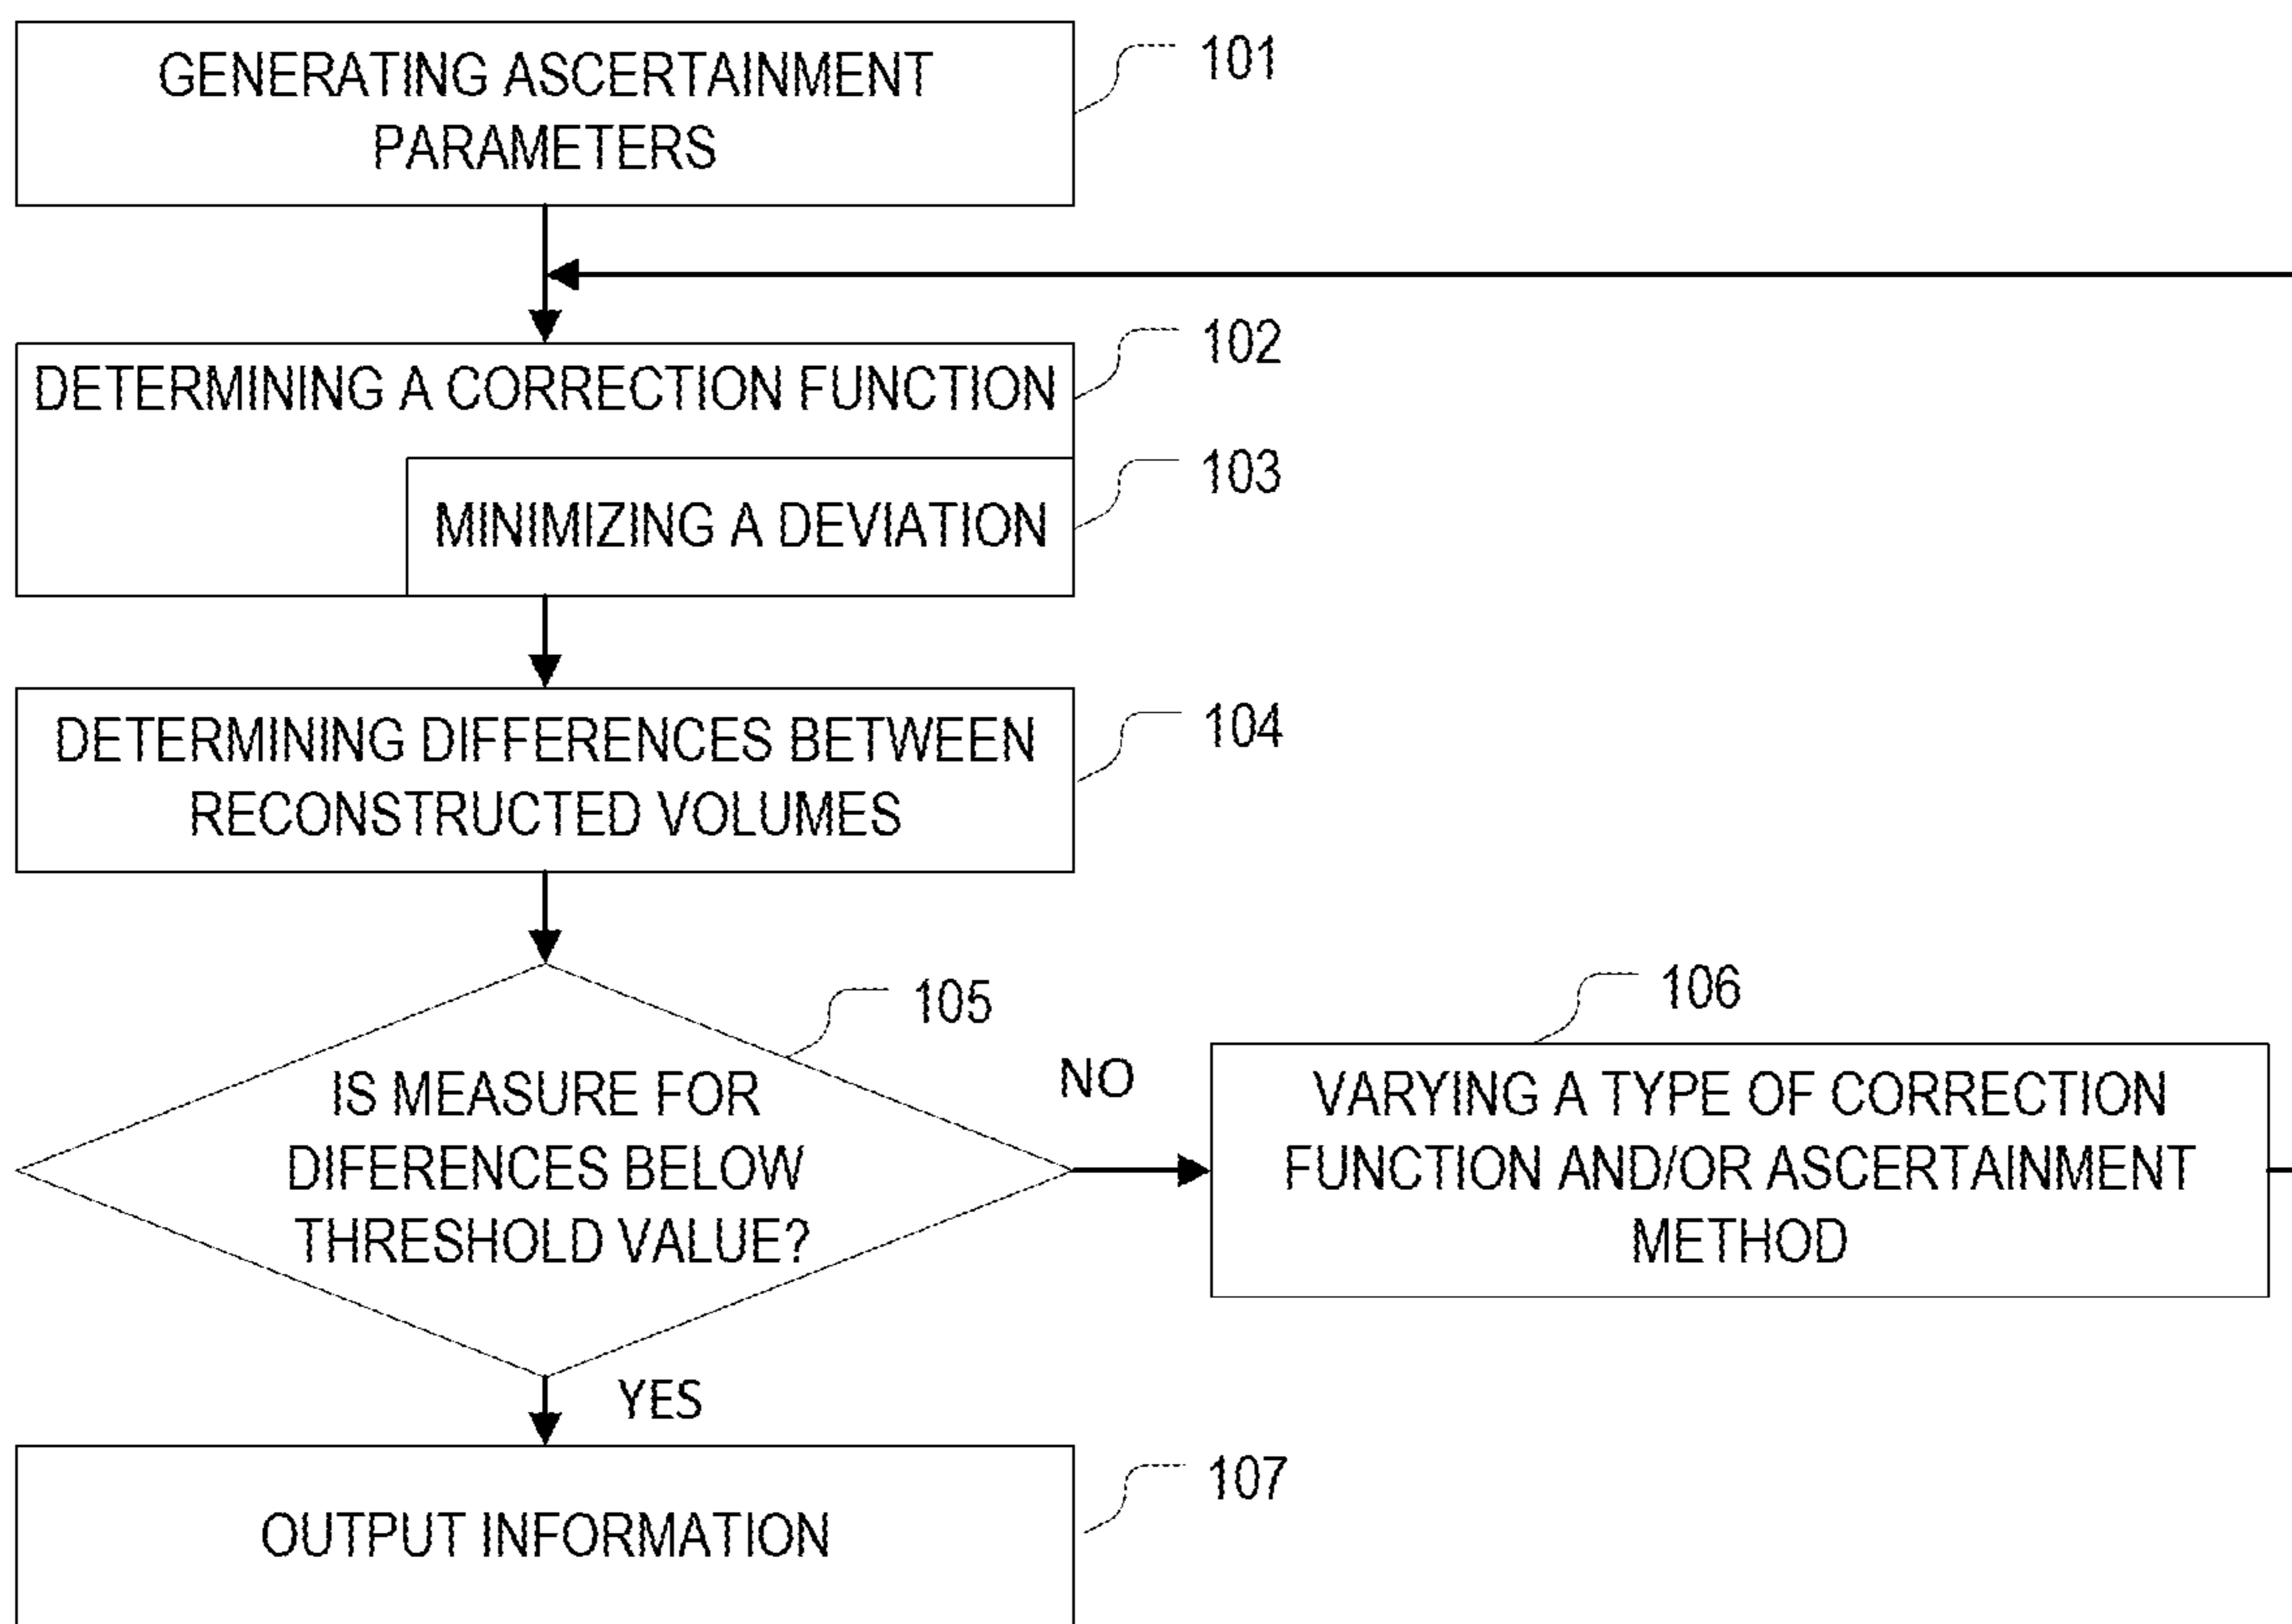 GENERATING ASCERTAINMENT
PARAMETERS
101
DETERMINING A CORRECTION FUNCTION
102
MINIMIZING A DEVIATION
103
DETERMINING DIFFERENCES BETWEEN
RECONSTRUCTED VOLUMES
104
IS MEASURE FOR
DIFERENCES BELOW
THRESHOLD VALUE?
105
NO
VARYING A TYPE OF CORRECTION
FUNCTION AND/OR ASCERTAINMENT
METHOD
106
YES
OUTPUT INFORMATION
107